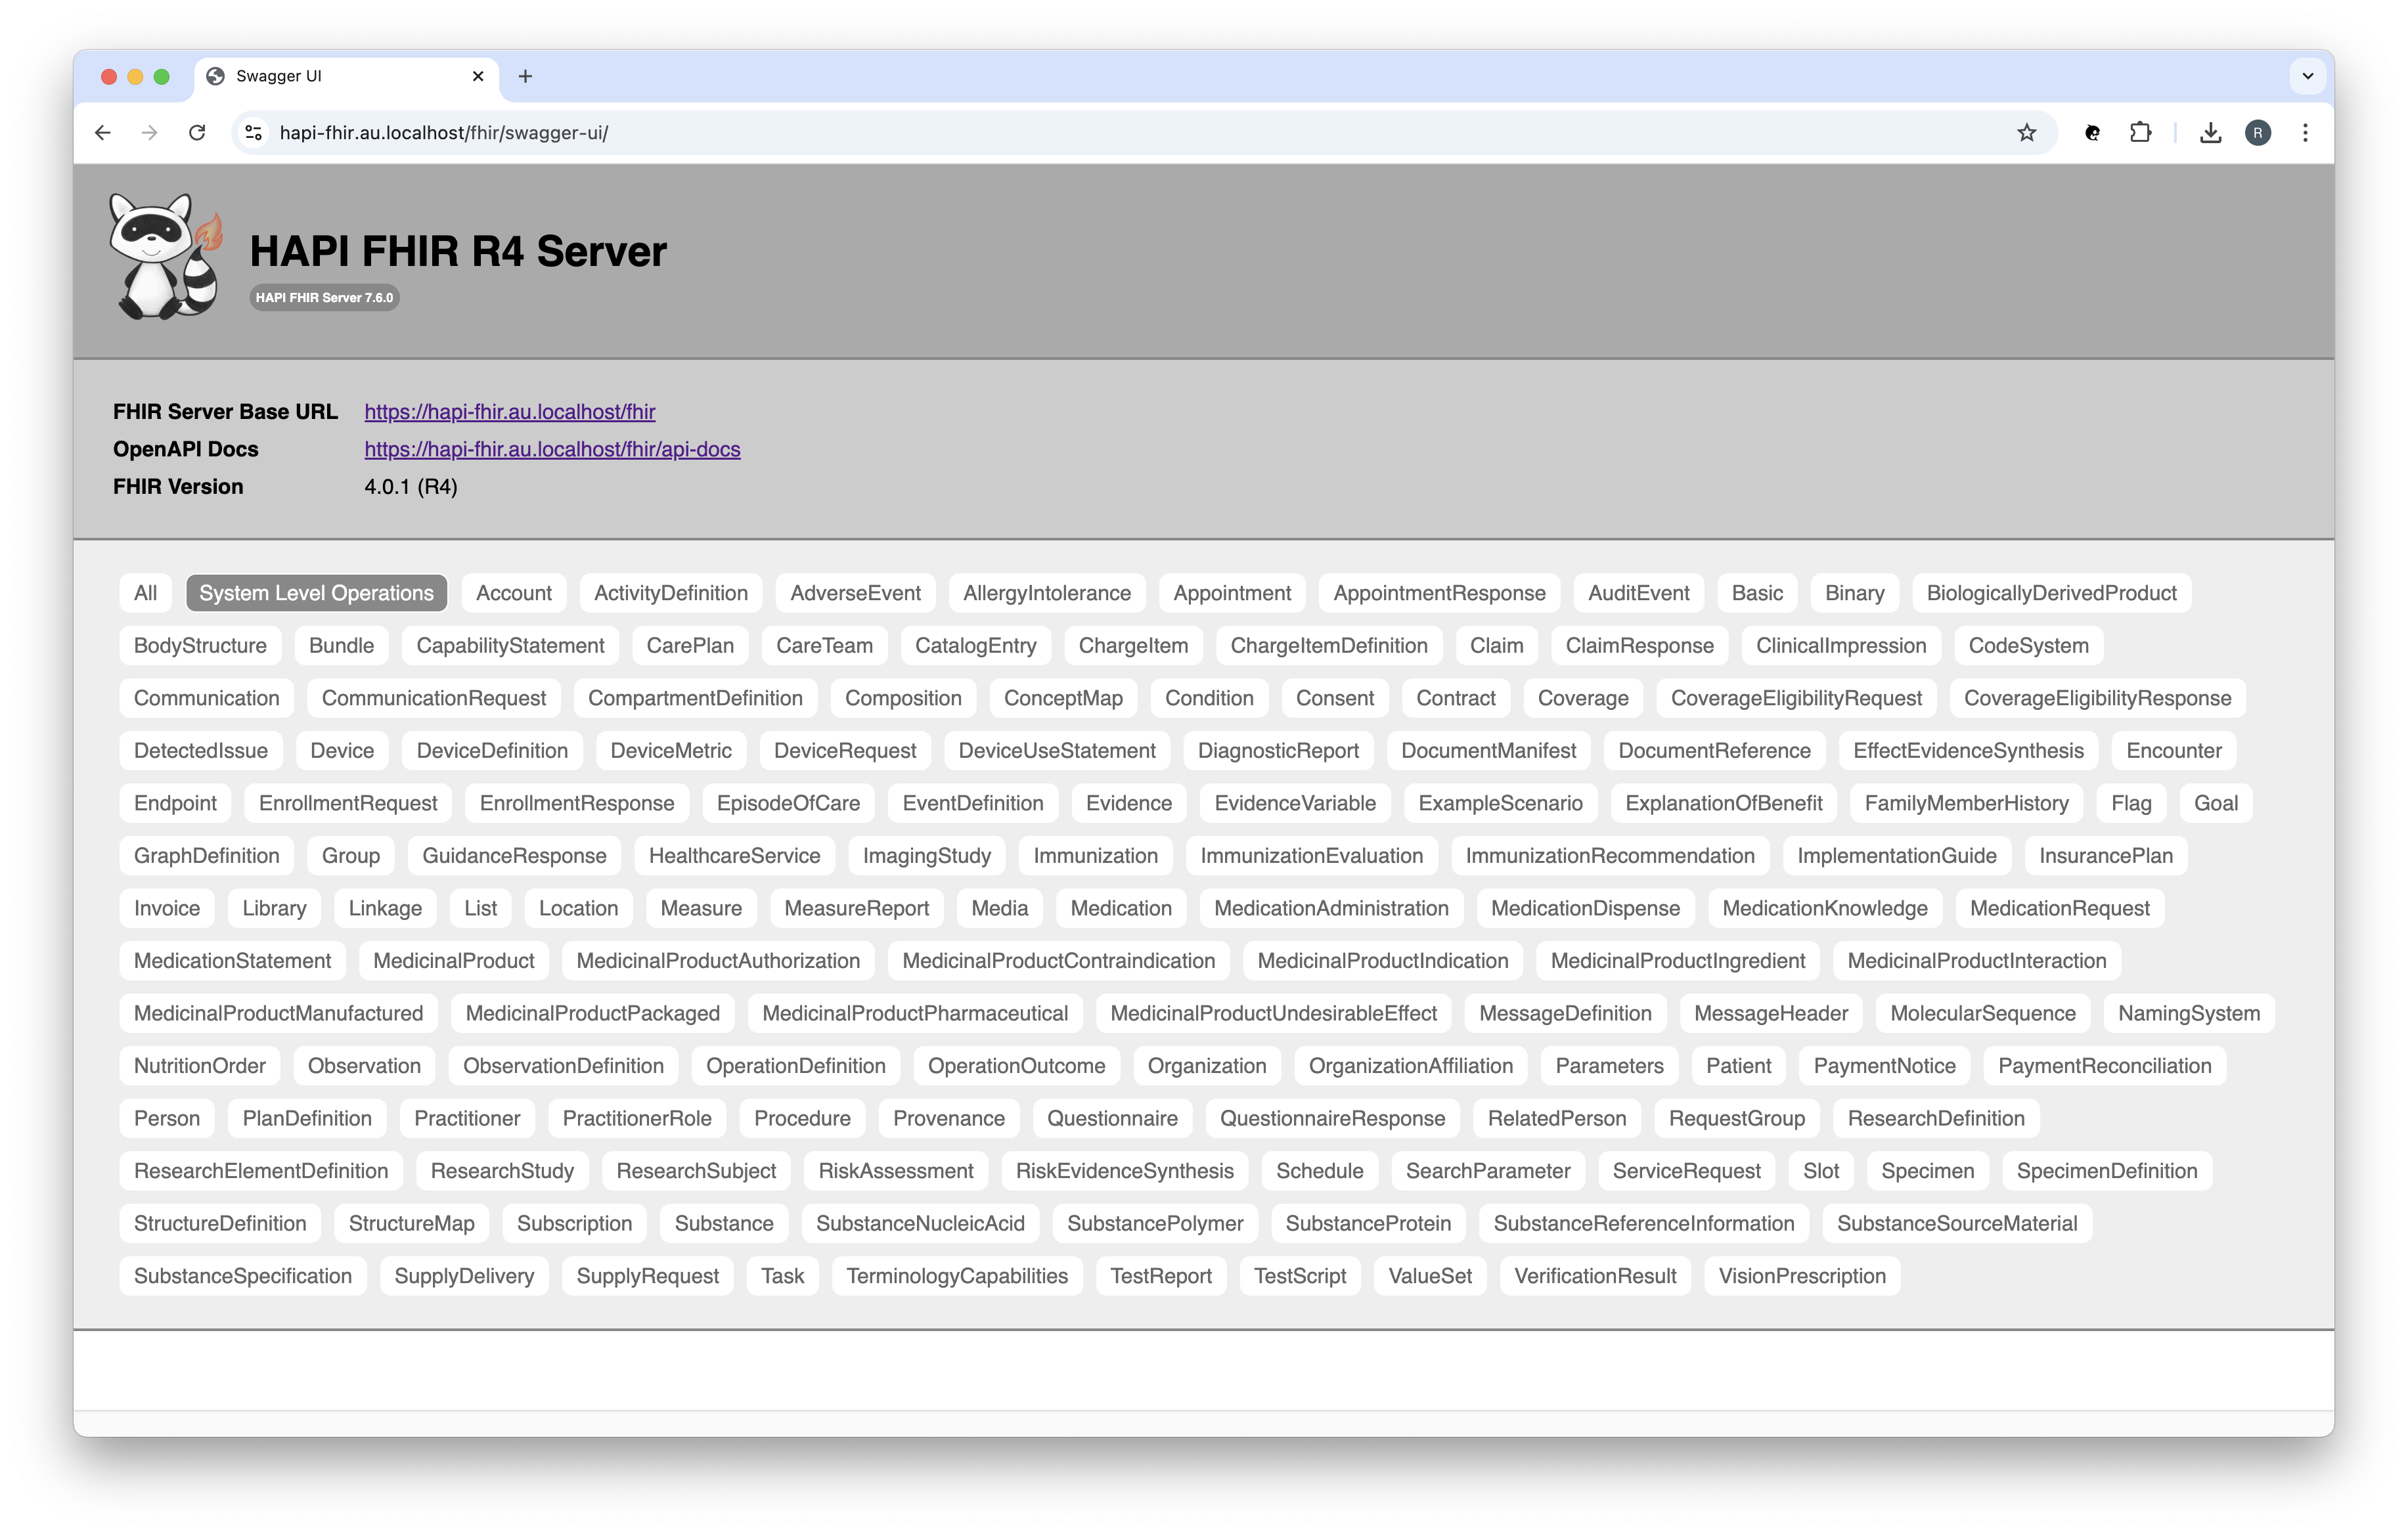 Swagger UI
hapi-fhir.au.localhost/fhir/swagger-ui/
R
HAPI FHIR R4 Server
HAPI FHIR Server 7.6.0
FHIR Server Base URL https://hapi-fhir.au.localhost/fhir
OpenAPI Docs https://hapi-fhir.au.localhost/fhir/api-docs
FHIR Version 4.0.1 (R4)
All System Level Operations Account ActivityDefinition AdverseEvent AllergyIntolerance Appointment AppointmentResponse AuditEvent Basic Binary BiologicallyDerivedProduct
BodyStructure Bundle CapabilityStatement CarePlan CareTeam CatalogEntry ChargeItem ChargeItemDefinition Claim ClaimResponse ClinicalImpression CodeSystem
Communication CommunicationRequest CompartmentDefinition Composition ConceptMap Condition Consent Contract Coverage CoverageEligibilityRequest CoverageEligibilityResponse
DetectedIssue Device DeviceDefinition DeviceMetric DeviceRequest DeviceUseStatement DiagnosticReport DocumentManifest DocumentReference EffectEvidenceSynthesis Encounter
Endpoint EnrollmentRequest EnrollmentResponse EpisodeOfCare EventDefinition Evidence EvidenceVariable ExampleScenario ExplanationOfBenefit FamilyMemberHistory Flag Goal
GraphDefinition Group GuidanceResponse HealthcareService ImagingStudy Immunization ImmunizationEvaluation ImmunizationRecommendation ImplementationGuide InsurancePlan
Invoice Library Linkage List Location Measure MeasureReport Media Medication MedicationAdministration MedicationDispense MedicationKnowledge MedicationRequest
MedicationStatement MedicinalProduct MedicinalProductAuthorization MedicinalProductContraindication MedicinalProductIndication MedicinalProductIngredient MedicinalProductInteraction
MedicinalProductManufactured MedicinalProductPackaged MedicinalProductPharmaceutical MedicinalProductUndesirableEffect MessageDefinition MessageHeader MolecularSequence NamingSystem
NutritionOrder Observation ObservationDefinition OperationDefinition OperationOutcome Organization OrganizationAffiliation Parameters Patient PaymentNotice PaymentReconciliation
Person PlanDefinition Practitioner PractitionerRole Procedure Provenance Questionnaire QuestionnaireResponse RelatedPerson RequestGroup ResearchDefinition
ResearchElementDefinition ResearchStudy ResearchSubject RiskAssessment RiskEvidenceSynthesis Schedule SearchParameter ServiceRequest Slot Specimen SpecimenDefinition
StructureDefinition StructureMap Subscription Substance SubstanceNucleicAcid SubstancePolymer SubstanceProtein SubstanceReferenceInformation SubstanceSourceMaterial
SubstanceSpecification SupplyDelivery SupplyRequest Task TerminologyCapabilities TestReport TestScript ValueSet VerificationResult VisionPrescription